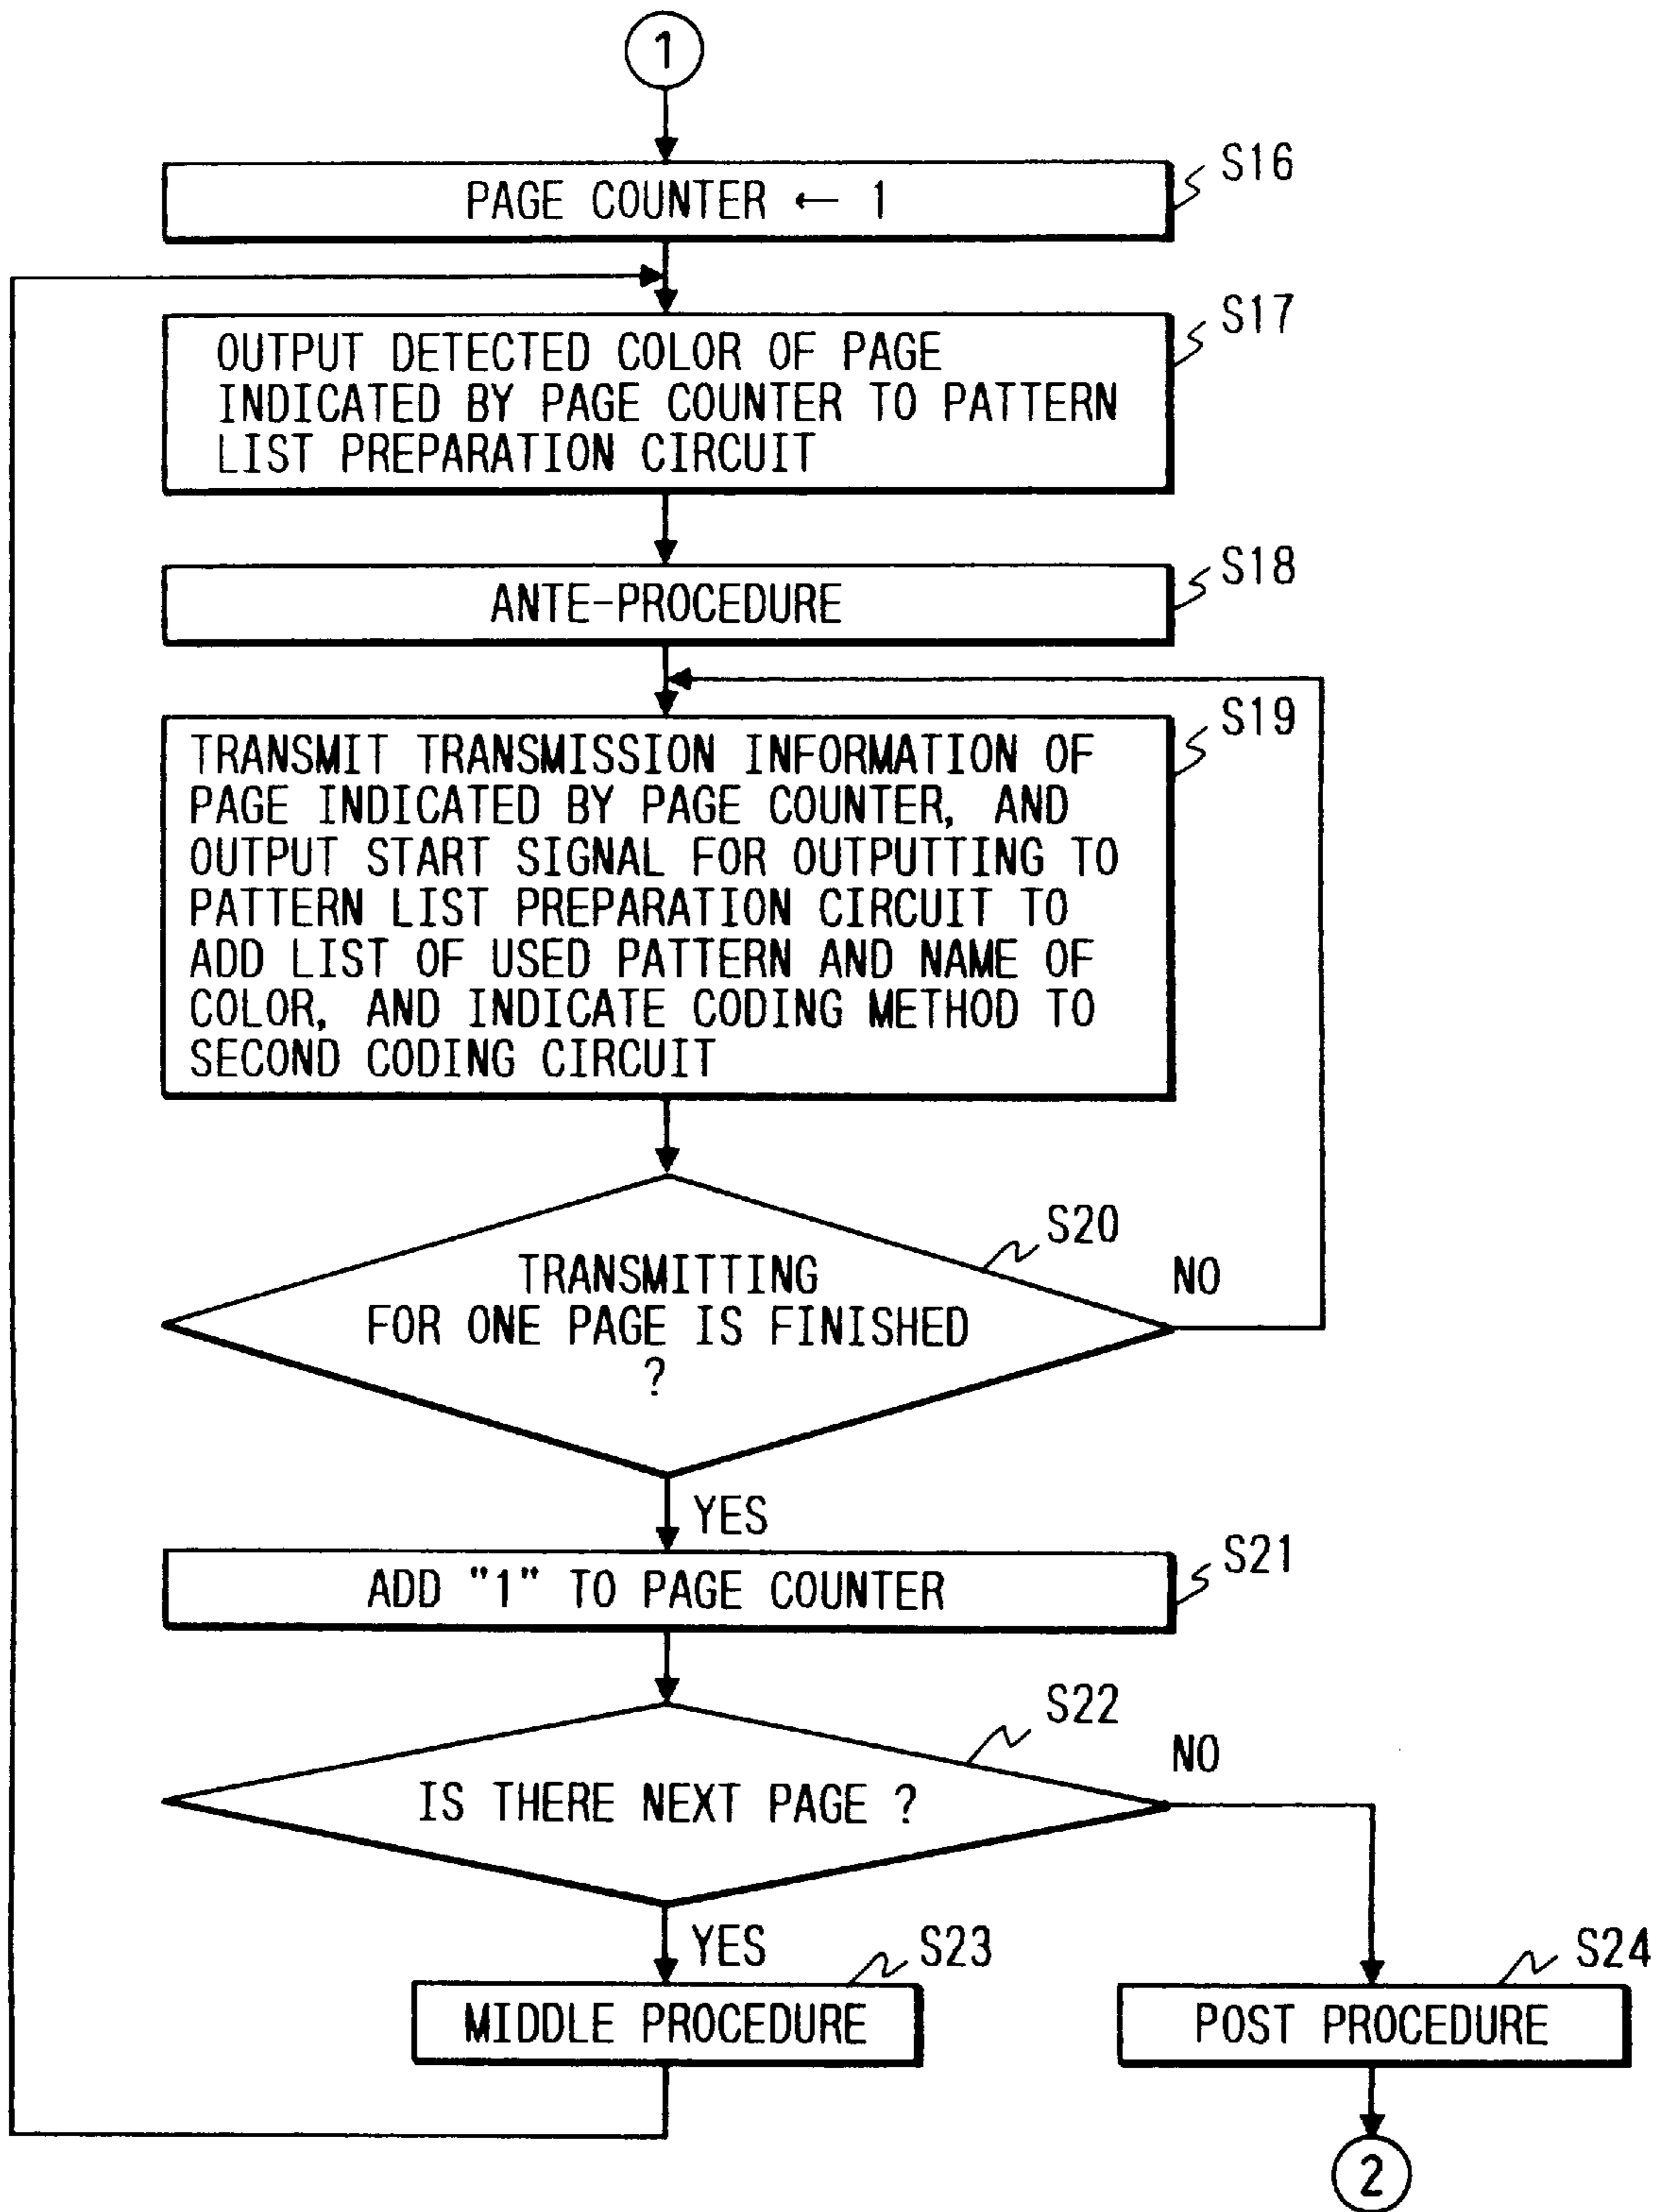 1
PAGE COUNTER ← 1
S16
OUTPUT DETECTED COLOR OF PAGE
INDICATED BY PAGE COUNTER TO PATTERN
LIST PREPARATION CIRCUIT
S17
ANTE-PROCEDURE
S18
TRANSMIT TRANSMISSION INFORMATION OF
PAGE INDICATED BY PAGE COUNTER, AND
OUTPUT START SIGNAL FOR OUTPUTTING TO
PATTERN LIST PREPARATION CIRCUIT TO
ADD LIST OF USED PATTERN AND NAME OF
COLOR, AND INDICATE CODING METHOD TO
SECOND CODING CIRCUIT
S19
TRANSMITTING
FOR ONE PAGE IS FINISHED
?
S20
NO
YES
ADD "1" TO PAGE COUNTER
S21
IS THERE NEXT PAGE ?
S22
NO
YES
MIDDLE PROCEDURE
S23
POST PROCEDURE
S24
2